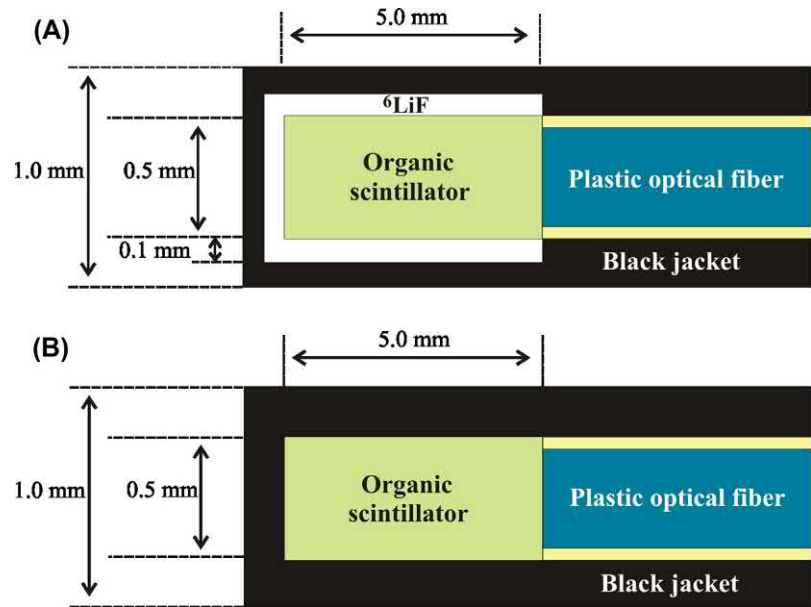 (A)
5.0 mm
⁶LiF
1.0 mm
0.5 mm
Organic
scintillator
Plastic optical fiber
0.1 mm
Black jacket
(B)
5.0 mm
1.0 mm
0.5 mm
Organic
scintillator
Plastic optical fiber
Black jacket